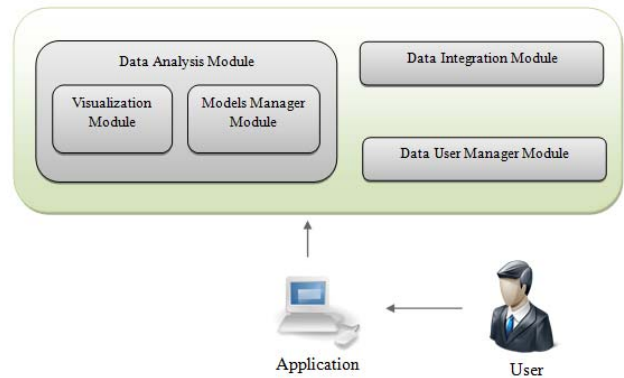 Data Analysis Module
Visualization
Module
Models Manager
Module
Data Integration Module
Data User Manager Module
Application
User